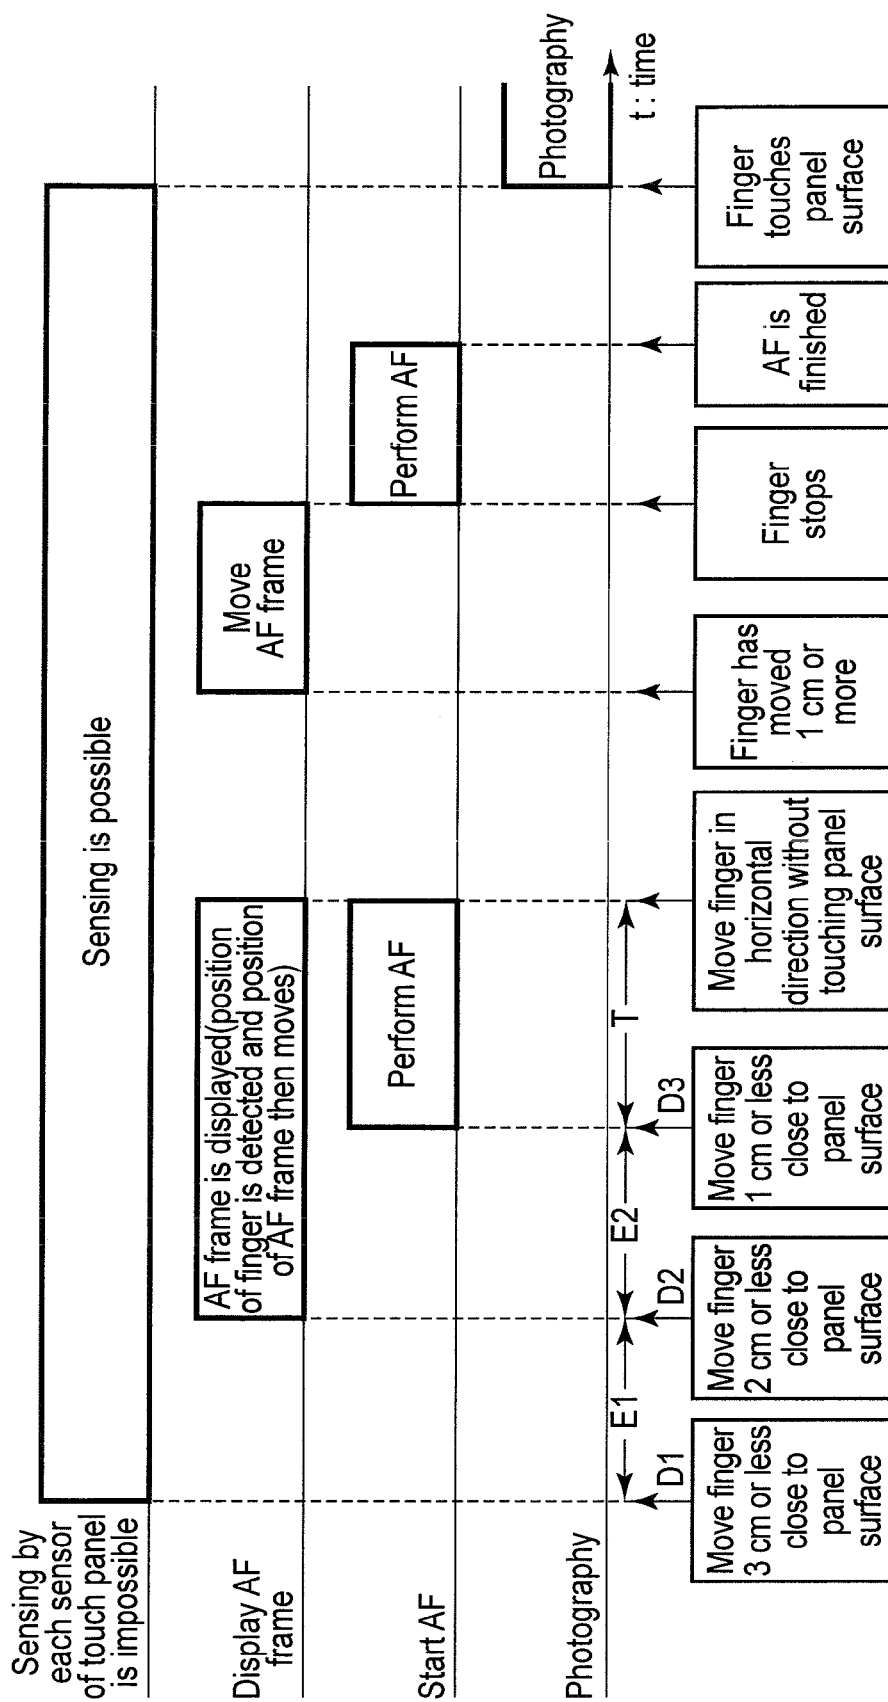 Sensing by
each sensor
of touch panel
is impossible
Sensing is possible
Display AF
frame
AF frame is displayed(position
of finger is detected and position
of AF frame then moves)
Move
AF frame
Start AF
Perform AF
Perform AF
Photography
Photography
E1
E2
T
t : time
D1
D2
D3
Move finger
3 cm or less
close to
panel
surface
Move finger
2 cm or less
close to
panel
surface
Move finger
1 cm or less
close to
panel
surface
Move finger in
horizontal
direction without
touching panel
surface
Finger has
moved
1 cm or
more
Finger
stops
AF is
finished
Finger
touches
panel
surface